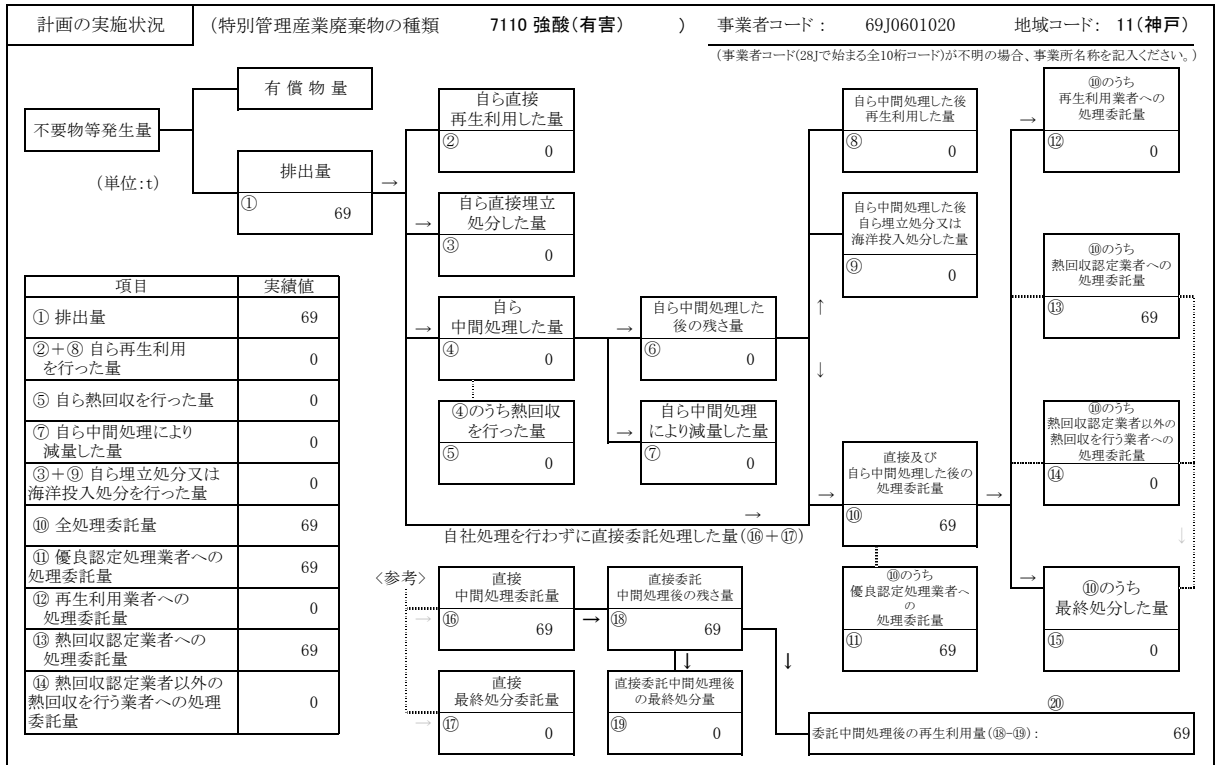 計画の実施状況 (特別管理産業廃棄物の種類 7110 強酸(有害) ) 事業者コード: 69J0601020 地域コード: 11(神戸)
(事業者コード(28Jで始まる全10桁コード)が不明の場合、事業所名称を記入ください。)
不要物等発生量
(単位:t)
有償物量
排出量
① 69
→
自ら直接
再生利用した量
② 0
→
自ら直接埋立
処分した量
③ 0
→
自ら
中間処理した量
④ 0
④のうち熱回収
を行った量
⑤ 0
→
自ら中間処理した
後の残さ量
⑥ 0
→
自ら中間処理
により減量した量
⑦ 0
自ら中間処理した後
再生利用した量
⑧ 0
自ら中間処理した後
自ら埋立処分又は
海洋投入処分した量
⑨ 0
↑
↓
→
直接及び
自ら中間処理した後の
処理委託量
⑩ 69
→
⑩のうち
優良認定処理業者へ
の
処理委託量
⑪ 69
→
⑩のうち
再生利用業者への
処理委託量
⑫ 0
⑩のうち
熱回収認定業者への
処理委託量
⑬ 69
⑩のうち
熱回収認定業者以外の
熱回収を行う業者への
処理委託量
⑭ 0
↓
→
⑩のうち
最終処分した量
⑮ 0
→
自社処理を行わずに直接委託処理した量(⑯+⑰)
<参考>
→
直接
中間処理委託量
⑯ 69
→
直接
最終処分委託量
⑰ 0
→
直接委託
中間処理後の残さ量
⑱ 69
↓
直接委託中間処理後
の最終処分量
⑲ 0
↓
⑳
委託中間処理後の再生利用量(⑱-⑲): 69
項目 実績値
① 排出量 69
②+⑧ 自ら再生利用
を行った量 0
⑤ 自ら熱回収を行った量 0
⑦ 自ら中間処理により
減量した量 0
③+⑨ 自ら埋立処分又は
海洋投入処分を行った量 0
⑩ 全処理委託量 69
⑪ 優良認定処理業者への
処理委託量 69
⑫ 再生利用業者への
処理委託量 0
⑬ 熱回収認定業者への
処理委託量 69
⑭ 熱回収認定業者以外の
熱回収を行う業者への処理
委託量 0